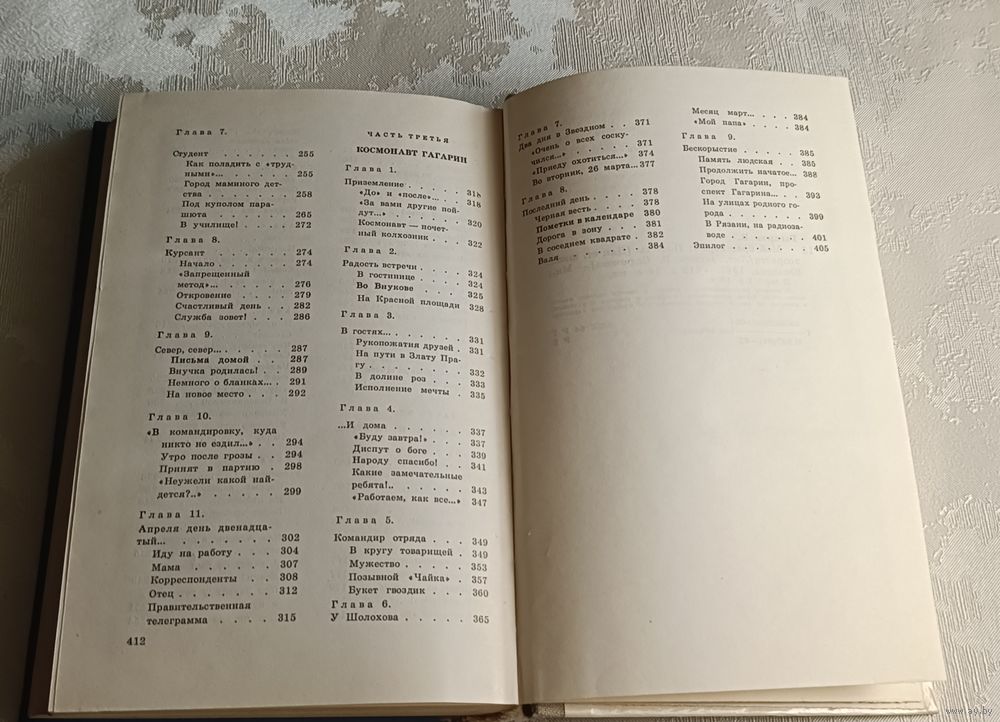 Глава 7.
Студент . . . . . . 255
Как поладить с «труд-
ными»... . . . . . 255
Город маминого дет-
ства . . . . . . . 258
Под куполом пара-
шюта . . . . . . 265
В училище! . . . . 272
Глава 8.
Курсант . . . . . 274
Начало . . . . . 274
«Запрещенный
метод»... . . . . . 276
Откровение . . . . 279
Счастливый день . . 282
Служба зовет! . . . 286
Глава 9.
Север, север... . . . . 287
Письма домой . . . 287
Внучка родилась! . . 289
Немного о бланках... . 291
На новое место . . . 292
Глава 10.
«В командировку, куда
никто не ездил...» . . 294
Утро после грозы . . 294
Принят в партию . . 298
«Неужели какой най-
дется?..» . . . . . 299
Глава 11.
Апреля день двенадца-
тый... . . . . . . . 302
Иду на работу . . . 304
Мама . . . . . . 307
Корреспонденты . . 308
Отец . . . . . . . 312
Правительственная
телеграмма . . . . 315
412
ЧАСТЬ ТРЕТЬЯ
КОСМОНАВТ ГАГАРИН
Глава 1.
Приземление . . . . . 318
«До» и «после»... . . 318
«За вами другие пой-
дут...» . . . . . . 320
Космонавт — почет-
ный колхозник . . . 322
Глава 2.
Радость встречи . . . . 324
В гостинице . . . . 324
Во Внукове . . . . 325
На Красной площади 328
Глава 3.
В гостях... . . . . . . 331
Рукопожатия друзей . 331
На пути в Злату Пра-
гу . . . . . . . . 332
В долине роз . . . 333
Исполнение мечты . 335
Глава 4.
...И дома . . . . . . 337
«Буду завтра!» . . . 337
Диспут о боге . . . 339
Народу спасибо! . . 341
Какие замечательные
ребята!.. . . . . . 343
«Работаем, как все...» 347
Глава 5.
Командир отряда . . . 349
В кругу товарищей . 349
Мужество . . . . . 353
Позывной «Чайка» . 357
Букет гвоздик . . . 360
Глава 6.
У Шолохова . . . . . 365
Глава 7.
Два дня в Звездном . . 371
«Очень о всех соску-
чился...» . . . . . 371
«Приеду охотиться...» 374
Во вторник, 26 марта... 377
Глава 8.
Последний день . . . . 378
Черная весть . . . . 378
Пометки в календаре 380
Дорога в зону . . . . 381
В соседнем квадрате . 382
Валя . . . . . . . . 384
Месяц март... . . . 384
«Мой папа» . . . . 384
Глава 9.
Бескорыстие . . . . . 385
Память людская . . 385
Продолжить начатое... 388
Город Гагарин, про-
спект Гагарина... . . 393
На улицах родного го-
рода . . . . . . . 399
В Рязани, на радиоза-
воде . . . . . . . 401
Эпилог . . . . . . . 405
www.ay.by